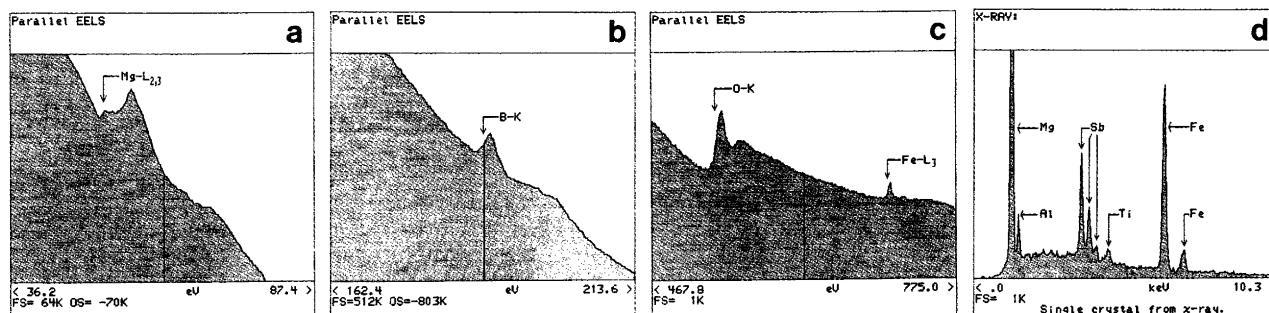 Parallel EELS
a
Mg-L2,3
< 36.2 eV 87.4 >
FS= 64K OS= -70K
Parallel EELS
b
B-K
< 162.4 eV 213.6 >
FS=512K OS=-803K
Parallel EELS
c
O-K
Fe-L3
< 467.8 eV 775.0 >
FS= 1K
X-RAY:
d
Mg
Sb
Fe
Al
Ti
Fe
< .0 keV 10.3 >
FS= 1K
Single crystal from x-ray.